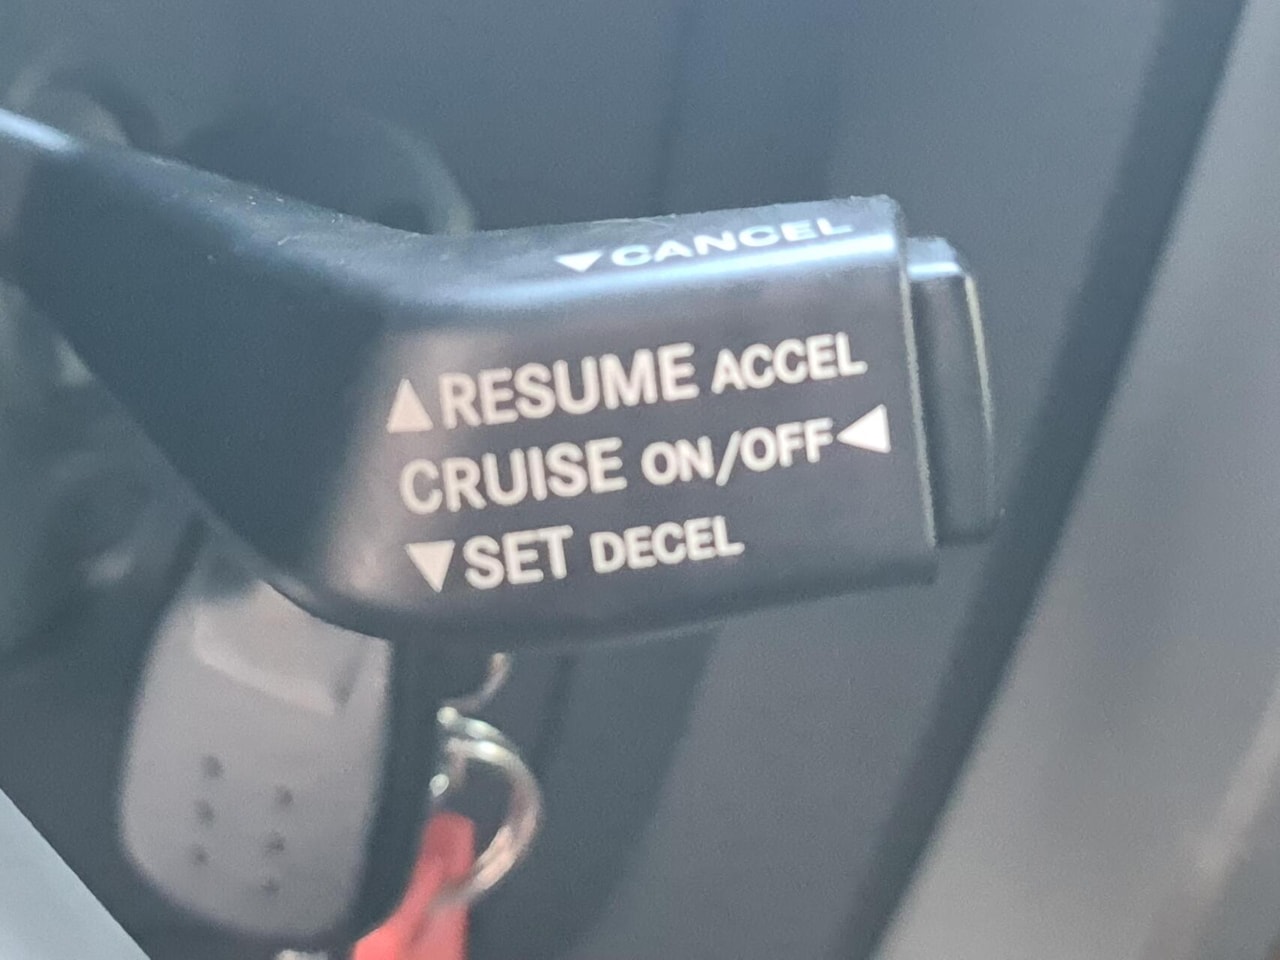 ▼CANCEL
▲RESUME ACCEL
CRUISE ON/OFF◀
▼SET DECEL